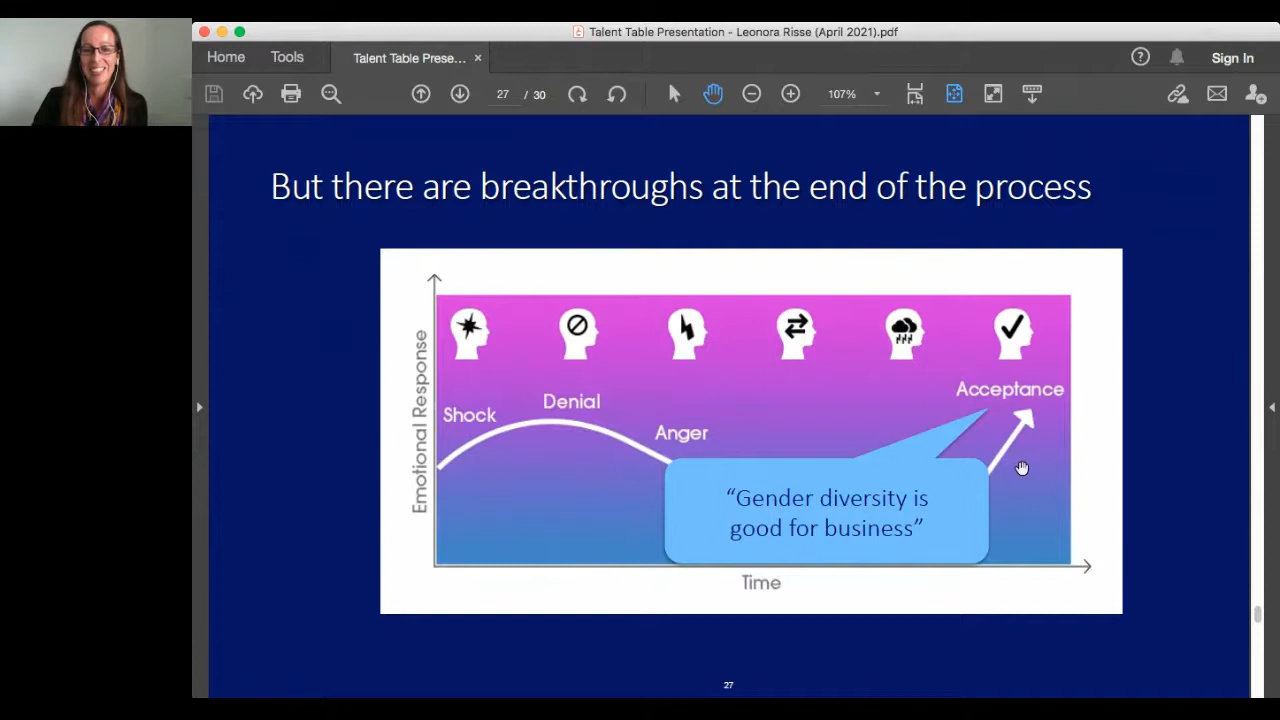 Talent Table Presentation - Leonora Risse (April 2021).pdf
Home
Tools
Talent Table Prese...
×
Sign In
27 / 30
107%
But there are breakthroughs at the end of the process
Emotional Response
Shock
Denial
Anger
Acceptance
“Gender diversity is
good for business”
Time
27